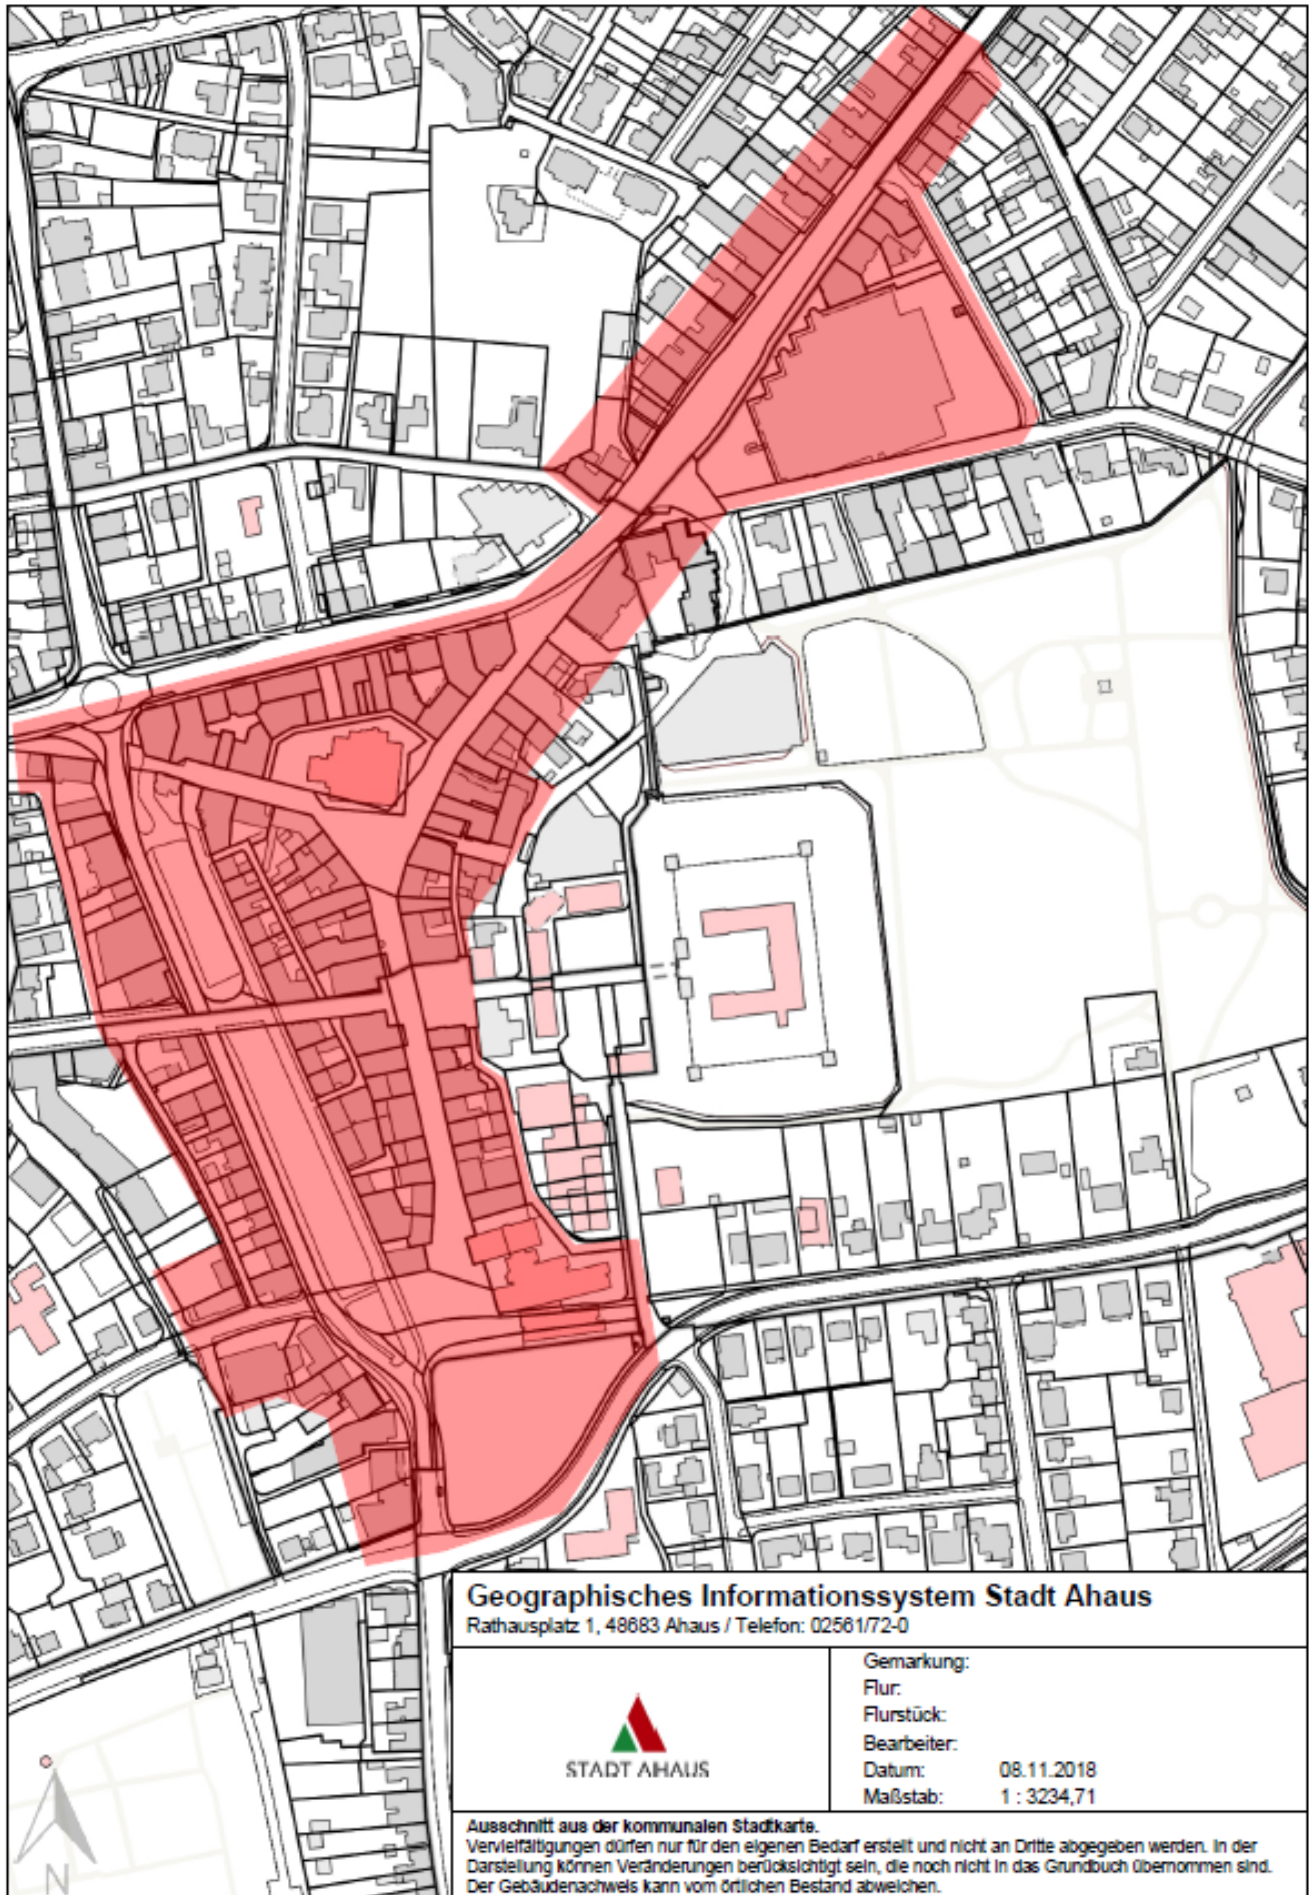 Geographisches Informationssystem Stadt Ahaus
Rathausplatz 1, 48683 Ahaus / Telefon: 02561/72-0
STADT AHAUS
Gemarkung:
Flur:
Flurstück:
Bearbeiter:
Datum: 08.11.2018
Maßstab: 1 : 3234,71
Ausschnitt aus der kommunalen Stadtkarte.
Vervielfältigungen dürfen nur für den eigenen Bedarf erstellt und nicht an Dritte abgegeben werden. In der
Darstellung können Veränderungen berücksichtigt sein, die noch nicht in das Grundbuch übernommen sind.
Der Gebäudenachweis kann vom örtlichen Bestand abweichen.
N